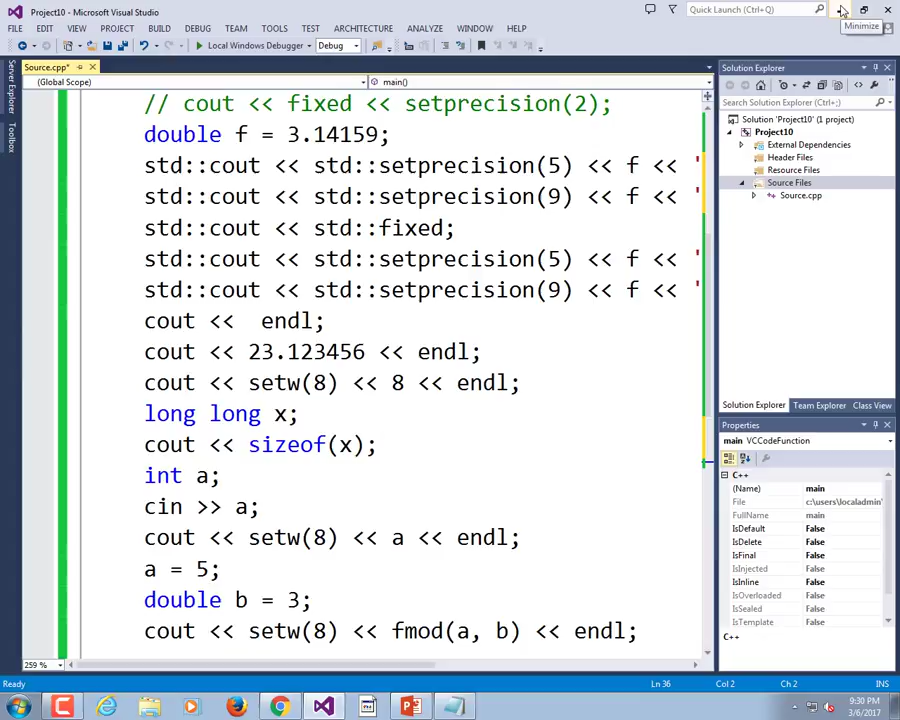 Project10 - Microsoft Visual Studio
Quick Launch (Ctrl+Q)
Minimize
FILE EDIT VIEW PROJECT BUILD DEBUG TEAM TOOLS TEST ARCHITECTURE ANALYZE WINDOW HELP
Local Windows Debugger Debug
Server Explorer
Toolbox
Source.cpp*
(Global Scope)
main()
// cout << fixed << setprecision(2);
double f = 3.14159;
std::cout << std::setprecision(5) << f << '
std::cout << std::setprecision(9) << f << '
std::cout << std::fixed;
std::cout << std::setprecision(5) << f << '
std::cout << std::setprecision(9) << f << '
cout <<  endl;
cout << 23.123456 << endl;
cout << setw(8) << 8 << endl;
long long x;
cout << sizeof(x);
int a;
cin >> a;
cout << setw(8) << a << endl;
a = 5;
double b = 3;
cout << setw(8) << fmod(a, b) << endl;
259 %
Solution Explorer
Search Solution Explorer (Ctrl+;)
Solution 'Project10' (1 project)
Project10
External Dependencies
Header Files
Resource Files
Source Files
Source.cpp
Solution Explorer Team Explorer Class View
Properties
main VCCodeFunction
C++
(Name) main
File c:\users\localadmin'
FullName main
IsDefault False
IsDelete False
IsFinal False
IsInjected False
IsInline False
IsOverloaded False
IsSealed False
IsTemplate False
C++
Ready
Ln 36 Col 2 Ch 2 INS
9:30 PM
3/6/2017